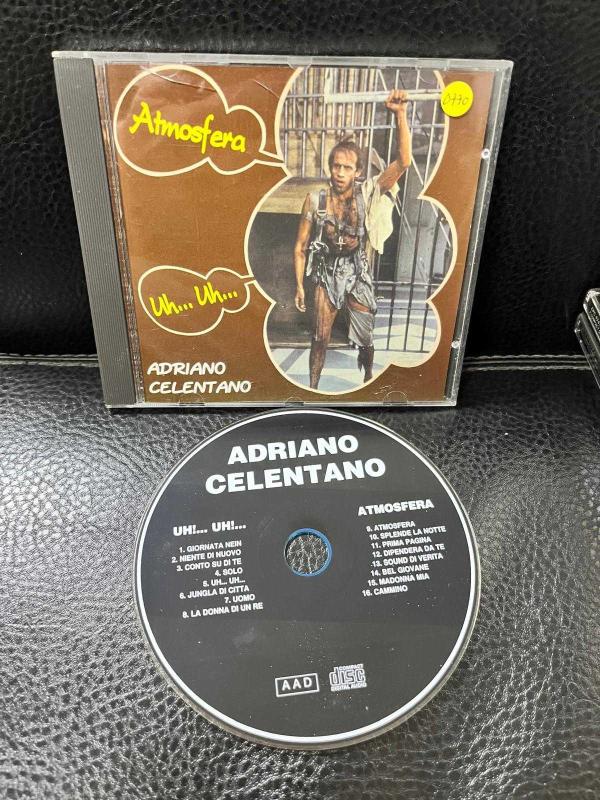 Atmosfera
0770
Uh... Uh...
ADRIANO
CELENTANO
ADRIANO
CELENTANO
UH!... UH!...
1. GIORNATA NEIN
2. NIENTE DI NUOVO
3. CONTO SU DI TE
4. SOLO
5. UH... UH...
6. JUNGLA DI CITTA
7. UOMO
8. LA DONNA DI UN RE
ATMOSFERA
9. ATMOSFERA
10. SPLENDE LA NOTTE
11. PRIMA PAGINA
12. DIPENDERA DA TE
13. SOUND DI VERITA
14. BEL GIOVANE
15. MADONNA MIA
16. CAMMINO
AAD
COMPACT
disc
DIGITAL AUDIO